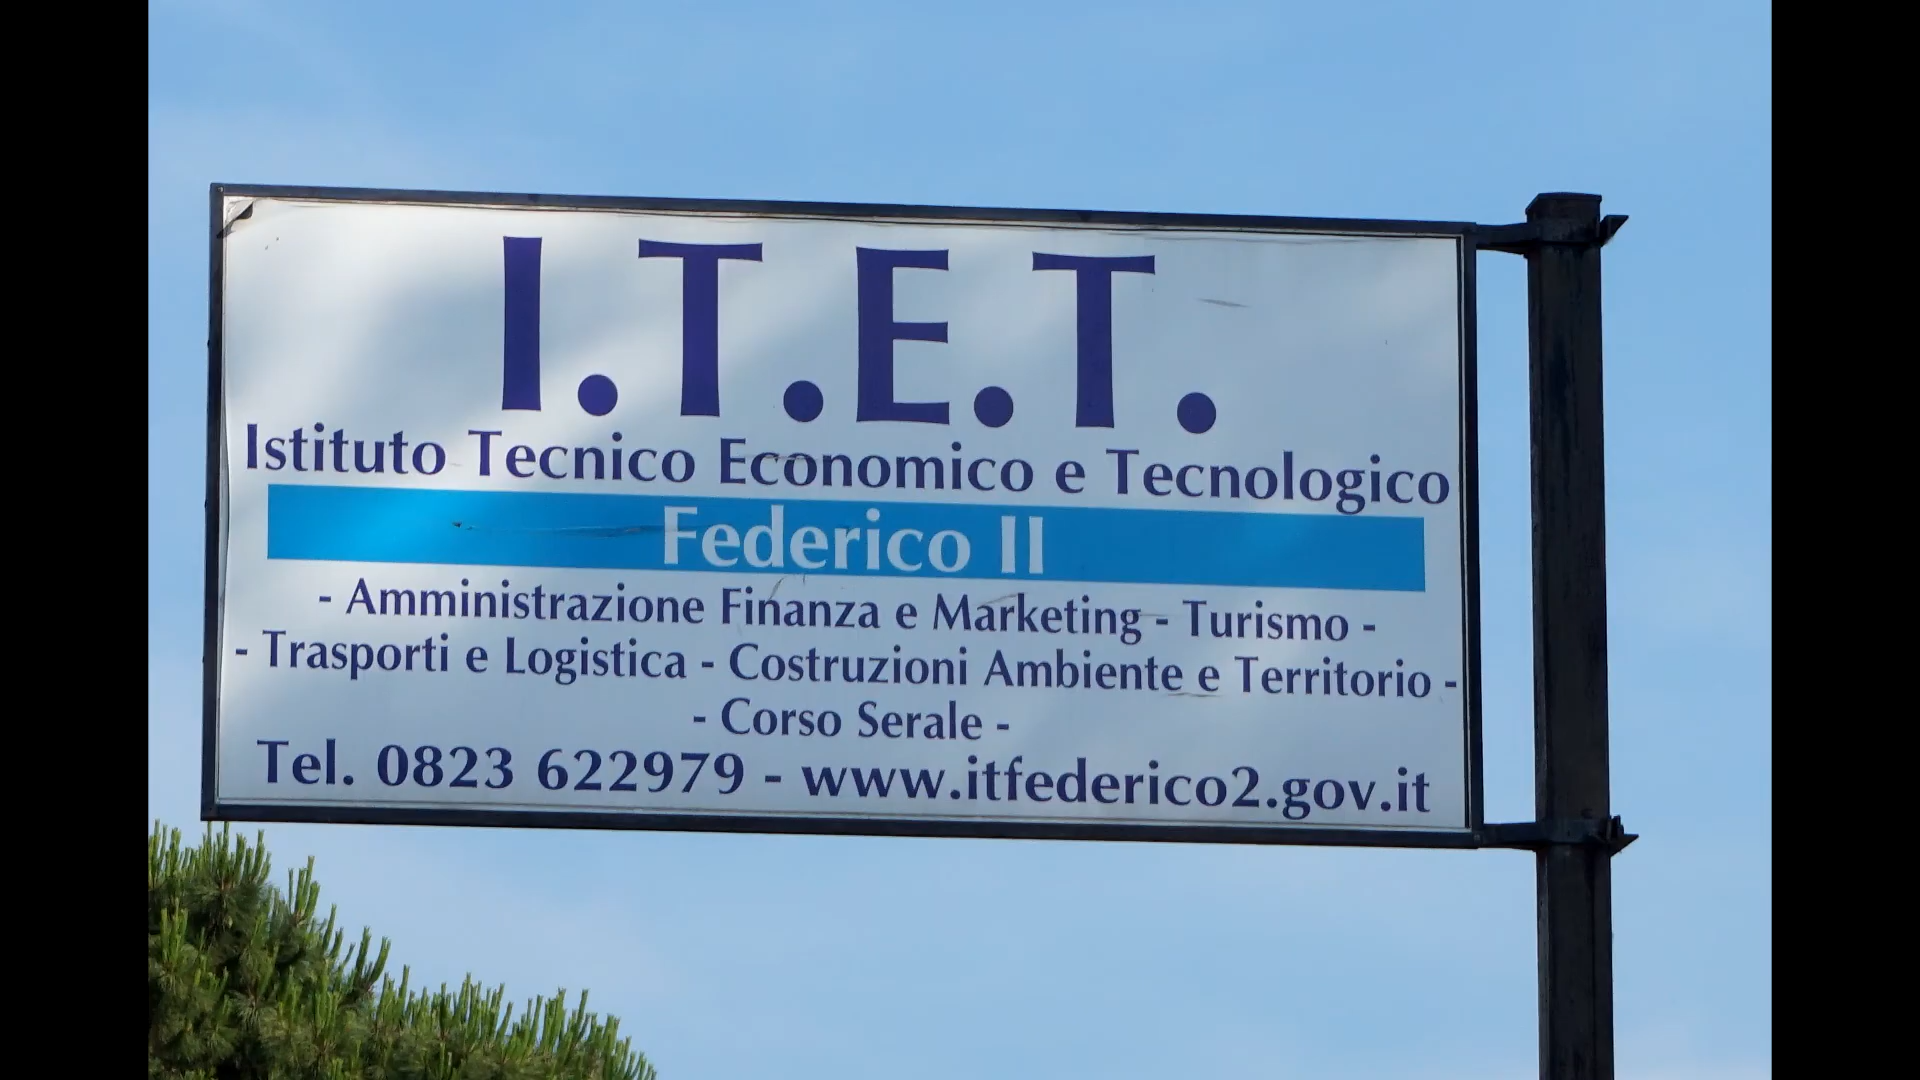 I.T.E.T.
Istituto Tecnico Economico e Tecnologico
Federico II
- Amministrazione Finanza e Marketing - Turismo -
- Trasporti e Logistica - Costruzioni Ambiente e Territorio -
- Corso Serale -
Tel. 0823 622979 - www.itfederico2.gov.it